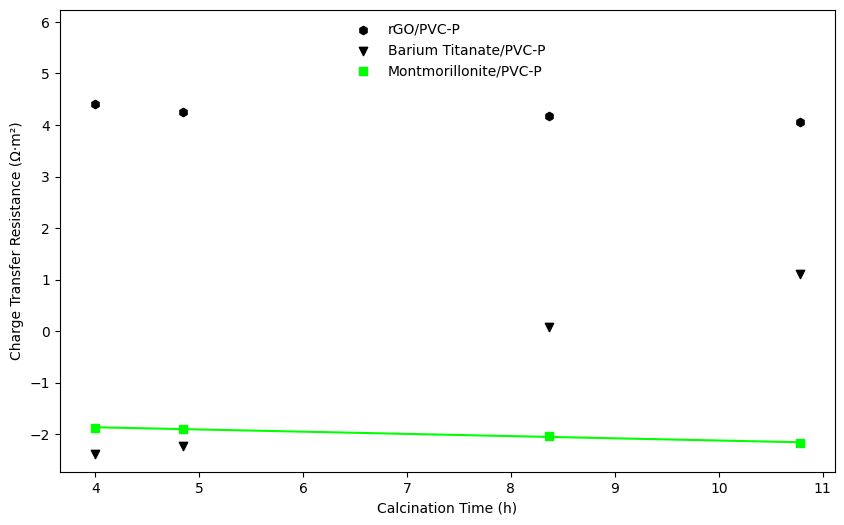 rGO/PVC-P
Barium Titanate/PVC-P
Montmorillonite/PVC-P
6
5
4
3
2
1
0
−1
−2
Charge Transfer Resistance (Ω·m²)
4 5 6 7 8 9 10 11
Calcination Time (h)